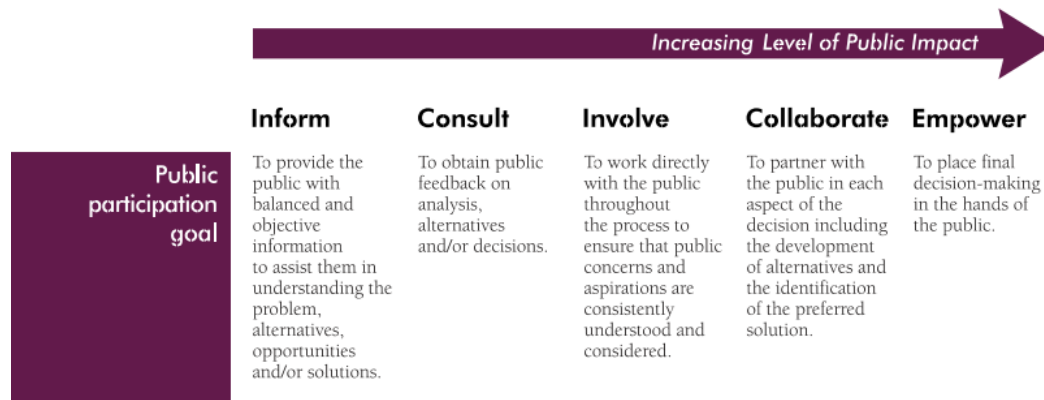 Increasing Level of Public Impact
Inform
Consult
Involve
Collaborate
Empower
Public
participation
goal
To provide the
public with
balanced and
objective
information
to assist them in
understanding the
problem,
alternatives,
opportunities
and/or solutions.
To obtain public
feedback on
analysis,
alternatives
and/or decisions.
To work directly
with the public
throughout
the process to
ensure that public
concerns and
aspirations are
consistently
understood and
considered.
To partner with
the public in each
aspect of the
decision including
the development
of alternatives and
the identification
of the preferred
solution.
To place final
decision-making
in the hands of
the public.